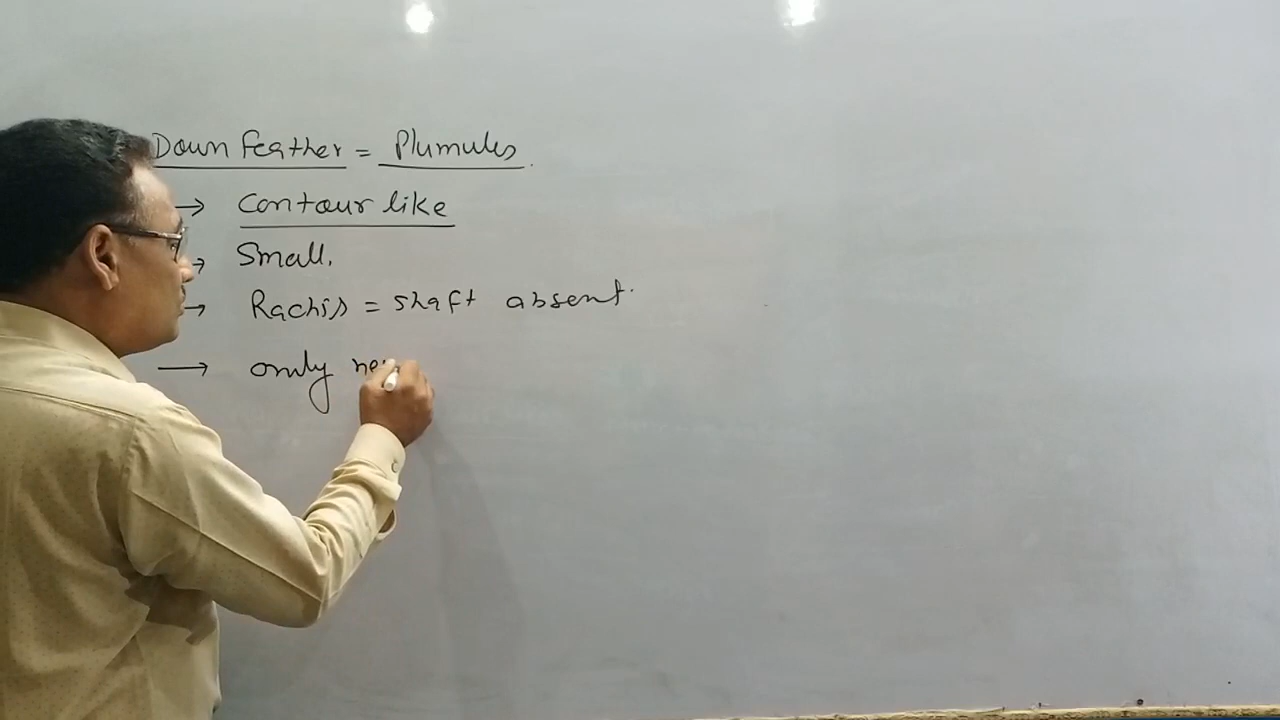 Down Feather = Plumules.
→ Contour like
→ Small.
→ Rachis = shaft absent.
→ only